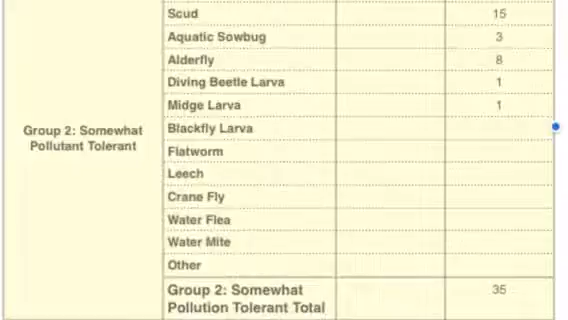 Scud 15
Aquatic Sowbug 3
Alderfly 8
Diving Beetle Larva 1
Midge Larva 1
Group 2: Somewhat
Pollutant Tolerant
Blackfly Larva
Flatworm
Leech
Crane Fly
Water Flea
Water Mite
Other
Group 2: Somewhat 35
Pollution Tolerant Total